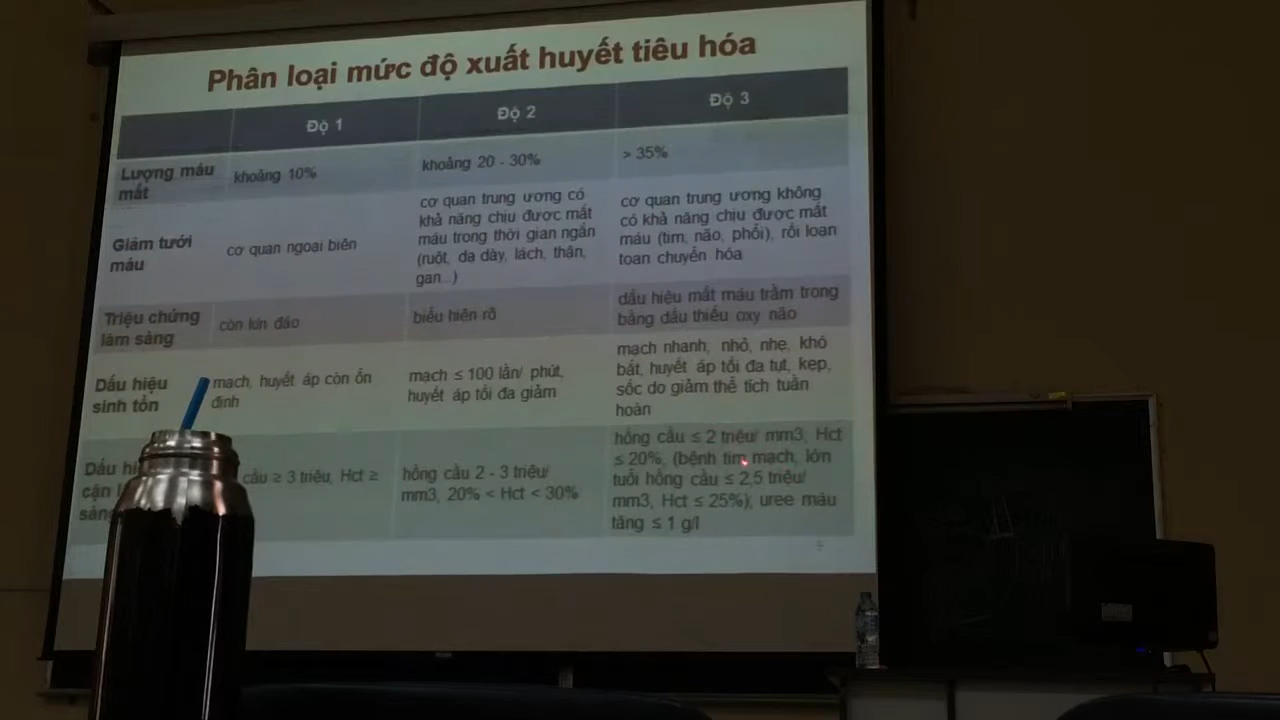 Phân loại mức độ xuất huyết tiêu hóa
Độ 1
Độ 2
Độ 3
Lượng máu
mất
khoảng 10%
khoảng 20 - 30%
> 35%
Giảm tưới
máu
cơ quan ngoại biên
cơ quan trung ương có
khả năng chịu được mất
máu trong thời gian ngắn
(ruột, dạ dày, lách, thận,
gan...)
cơ quan trung ương không
có khả năng chịu được mất
máu (tim, não, phổi), rối loạn
toan chuyển hóa
Triệu chứng
lâm sàng
còn kín đáo
biểu hiện rõ
dấu hiệu mất máu trầm trong
bằng dấu thiếu oxy não
Dấu hiệu
sinh tồn
mạch, huyết áp còn ổn
định
mạch ≤ 100 lần/ phút,
huyết áp tối đa giảm
mạch nhanh, nhỏ, nhẹ, khó
bắt, huyết áp tối đa tụt, kẹp,
sốc do giảm thể tích tuần
hoàn
Dấu
cận
sàng
cầu ≥ 3 triệu, Hct ≥
hồng cầu 2 - 3 triệu/
mm3, 20% < Hct < 30%
hồng cầu ≤ 2 triệu/ mm3, Hct
≤ 20%, (bệnh tim mạch, lớn
tuổi hồng cầu ≤ 2,5 triệu/
mm3, Hct ≤ 25%); uree máu
tăng ≤ 1 g/l